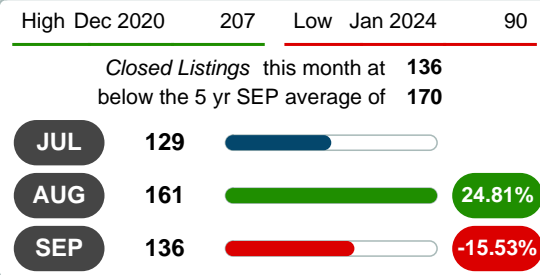 High Dec 2020 207 Low Jan 2024 90
Closed Listings this month at 136
below the 5 yr SEP average of 170
JUL 129
AUG 161 24.81%
SEP 136 -15.53%